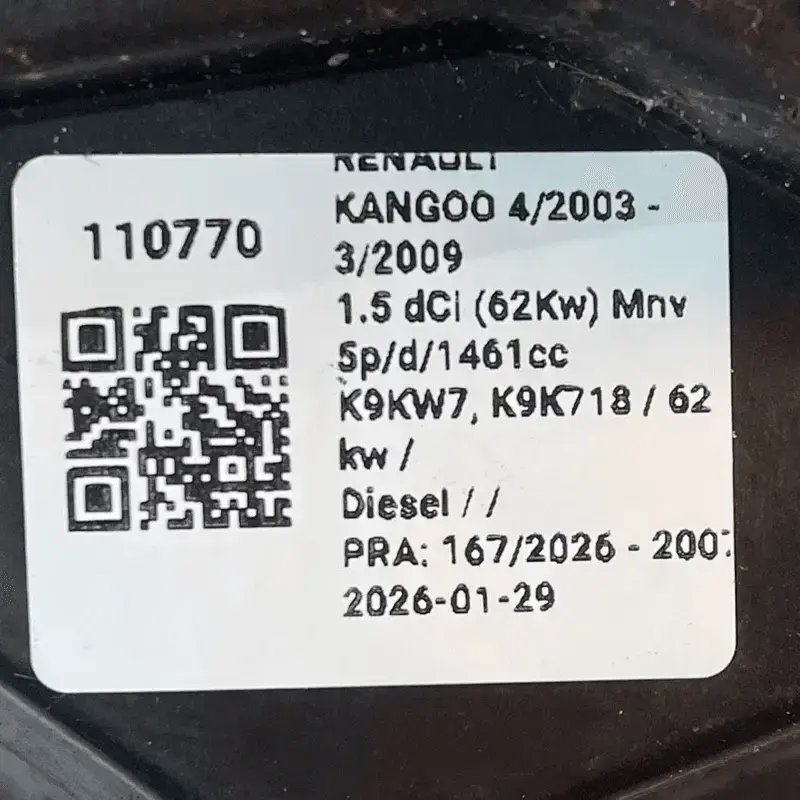 110770
RENAULT
KANGOO 4/2003 -
3/2009
1.5 dCi (62Kw) Mnv
5p/d/1461cc
K9KW7, K9K718 / 62
kw /
Diesel / /
PRA: 167/2026 - 200
2026-01-29